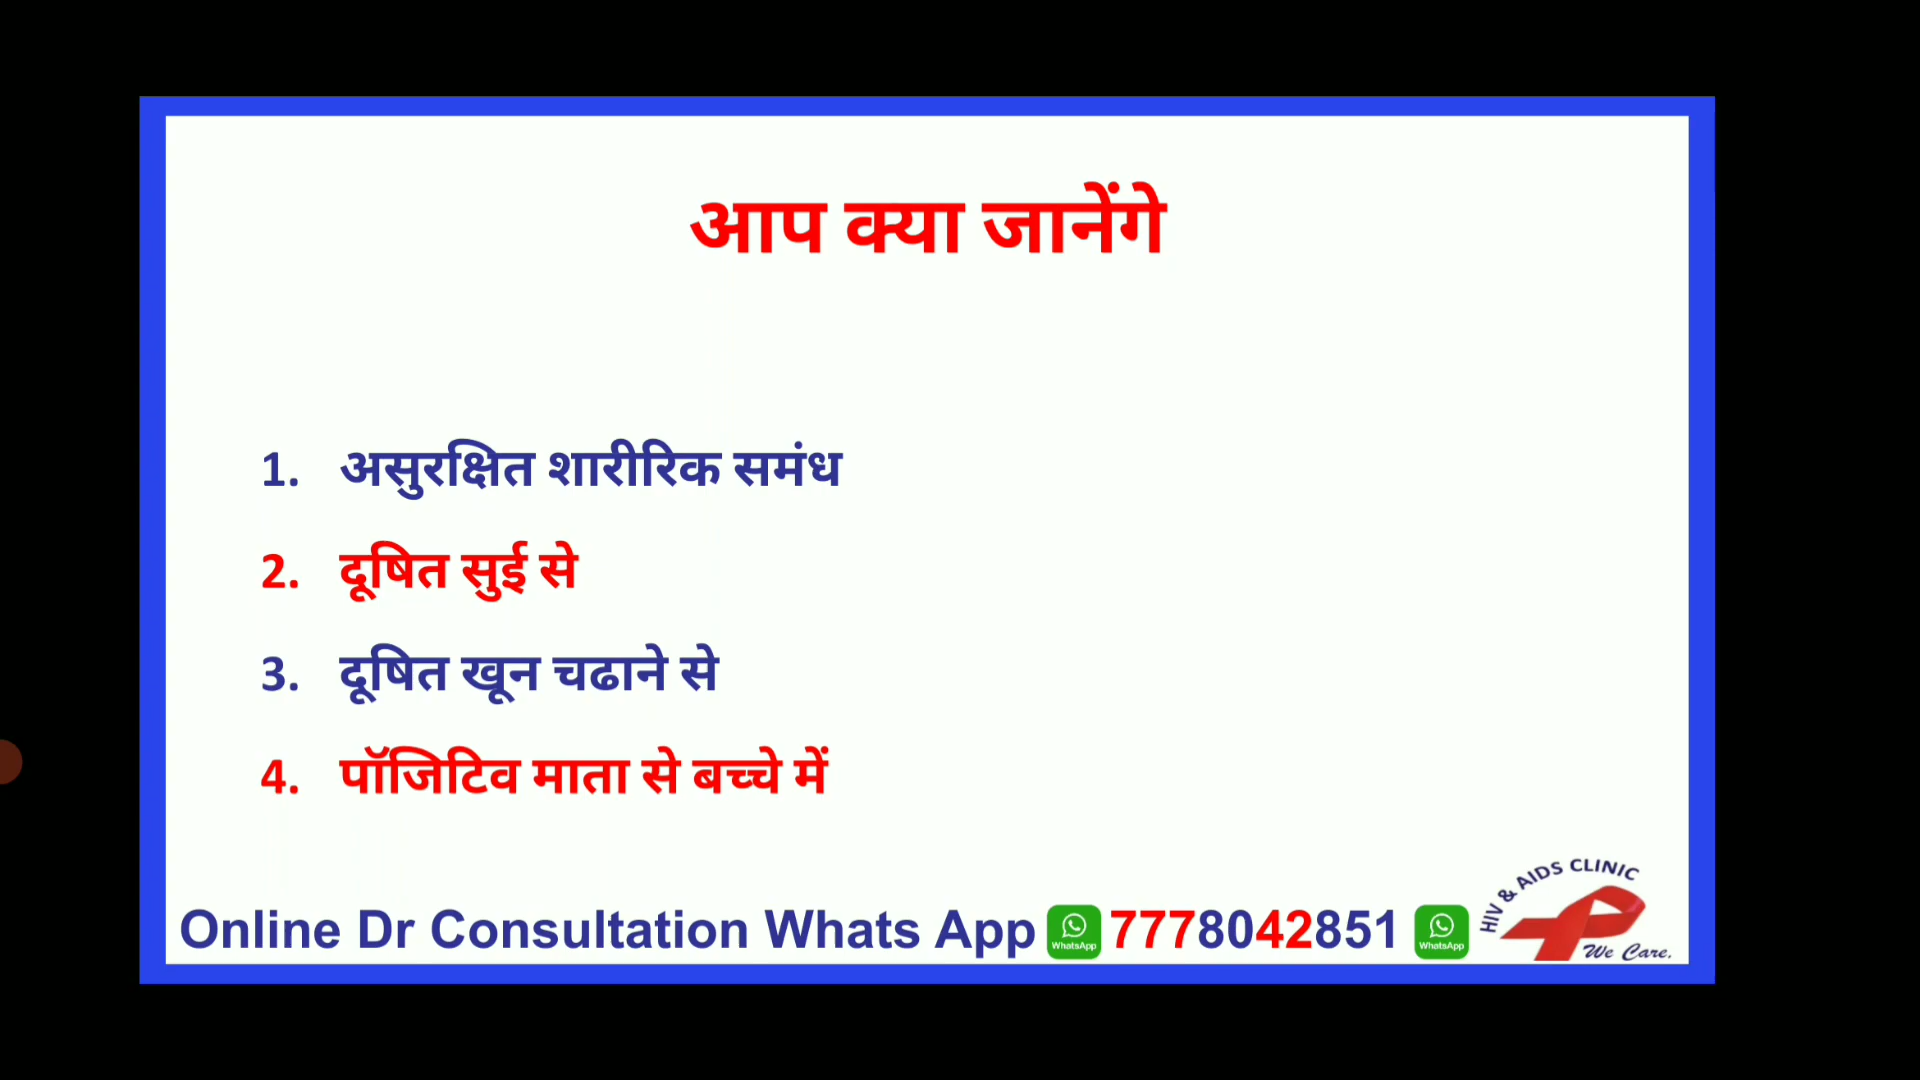 आप क्या जानेंगे
1. असुरक्षित शारीरिक समंध
2. दूषित सुई से
3. दूषित खून चढाने से
4. पॉजिटिव माता से बच्चे में
HIV & AIDS CLINIC
Online Dr Consultation Whats App WhatsApp 7778042851 WhatsApp
We Care.